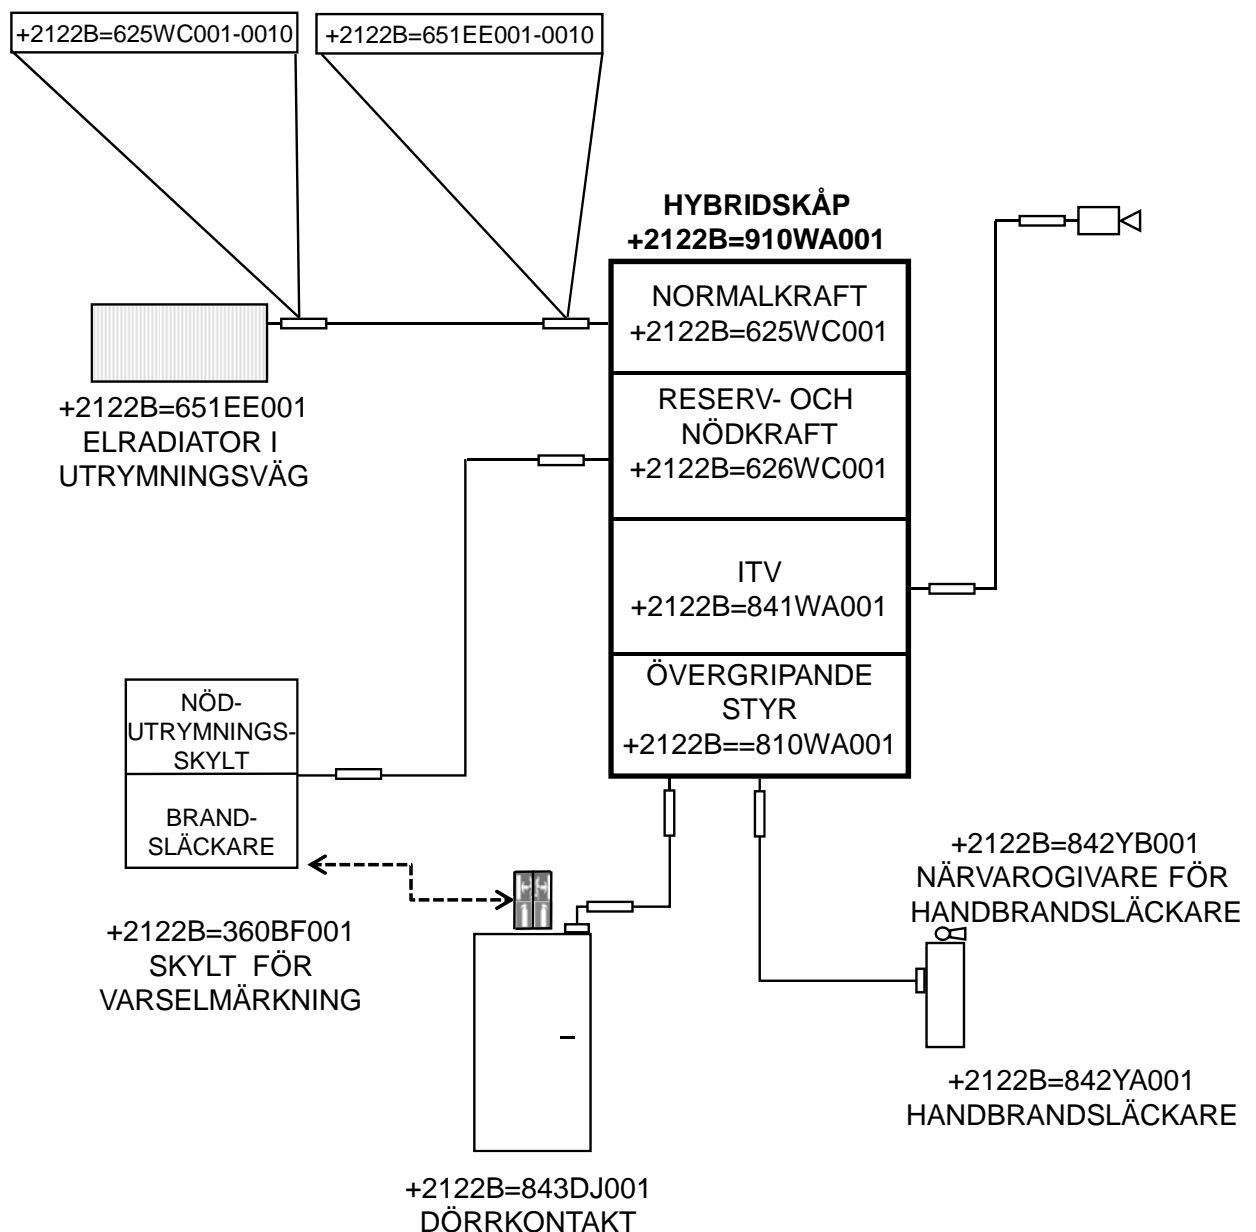 +2122B=625WC001-0010
+2122B=651EE001-0010
HYBRIDSKÅP
+2122B=910WA001
NORMALKRAFT
+2122B=625WC001
RESERV- OCH
NÖDKRAFT
+2122B=626WC001
ITV
+2122B=841WA001
ÖVERGRIPANDE
STYR
+2122B==810WA001
+2122B=651EE001
ELRADIATOR I
UTRYMNINGSVÄG
NÖD-
UTRYMNINGS-
SKYLT
BRAND-
SLÄCKARE
+2122B=360BF001
SKYLT FÖR
VARSELMÄRKNING
+2122B=842YB001
NÄRVAROGIVARE FÖR
HANDBRANDSLÄCKARE
+2122B=842YA001
HANDBRANDSLÄCKARE
+2122B=843DJ001
DÖRRKONTAKT